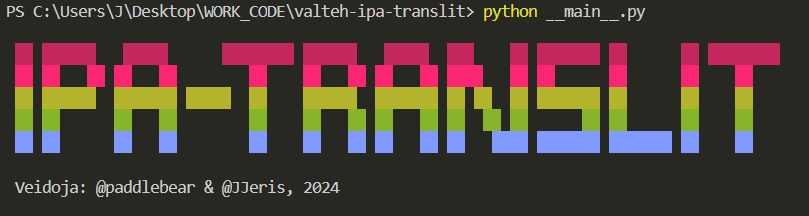 PS C:\Users\J\Desktop\WORK_CODE\valteh-ipa-translit> python __main__.py
IPA-TRANSLIT
Veidoja: @paddlebear & @JJeris, 2024